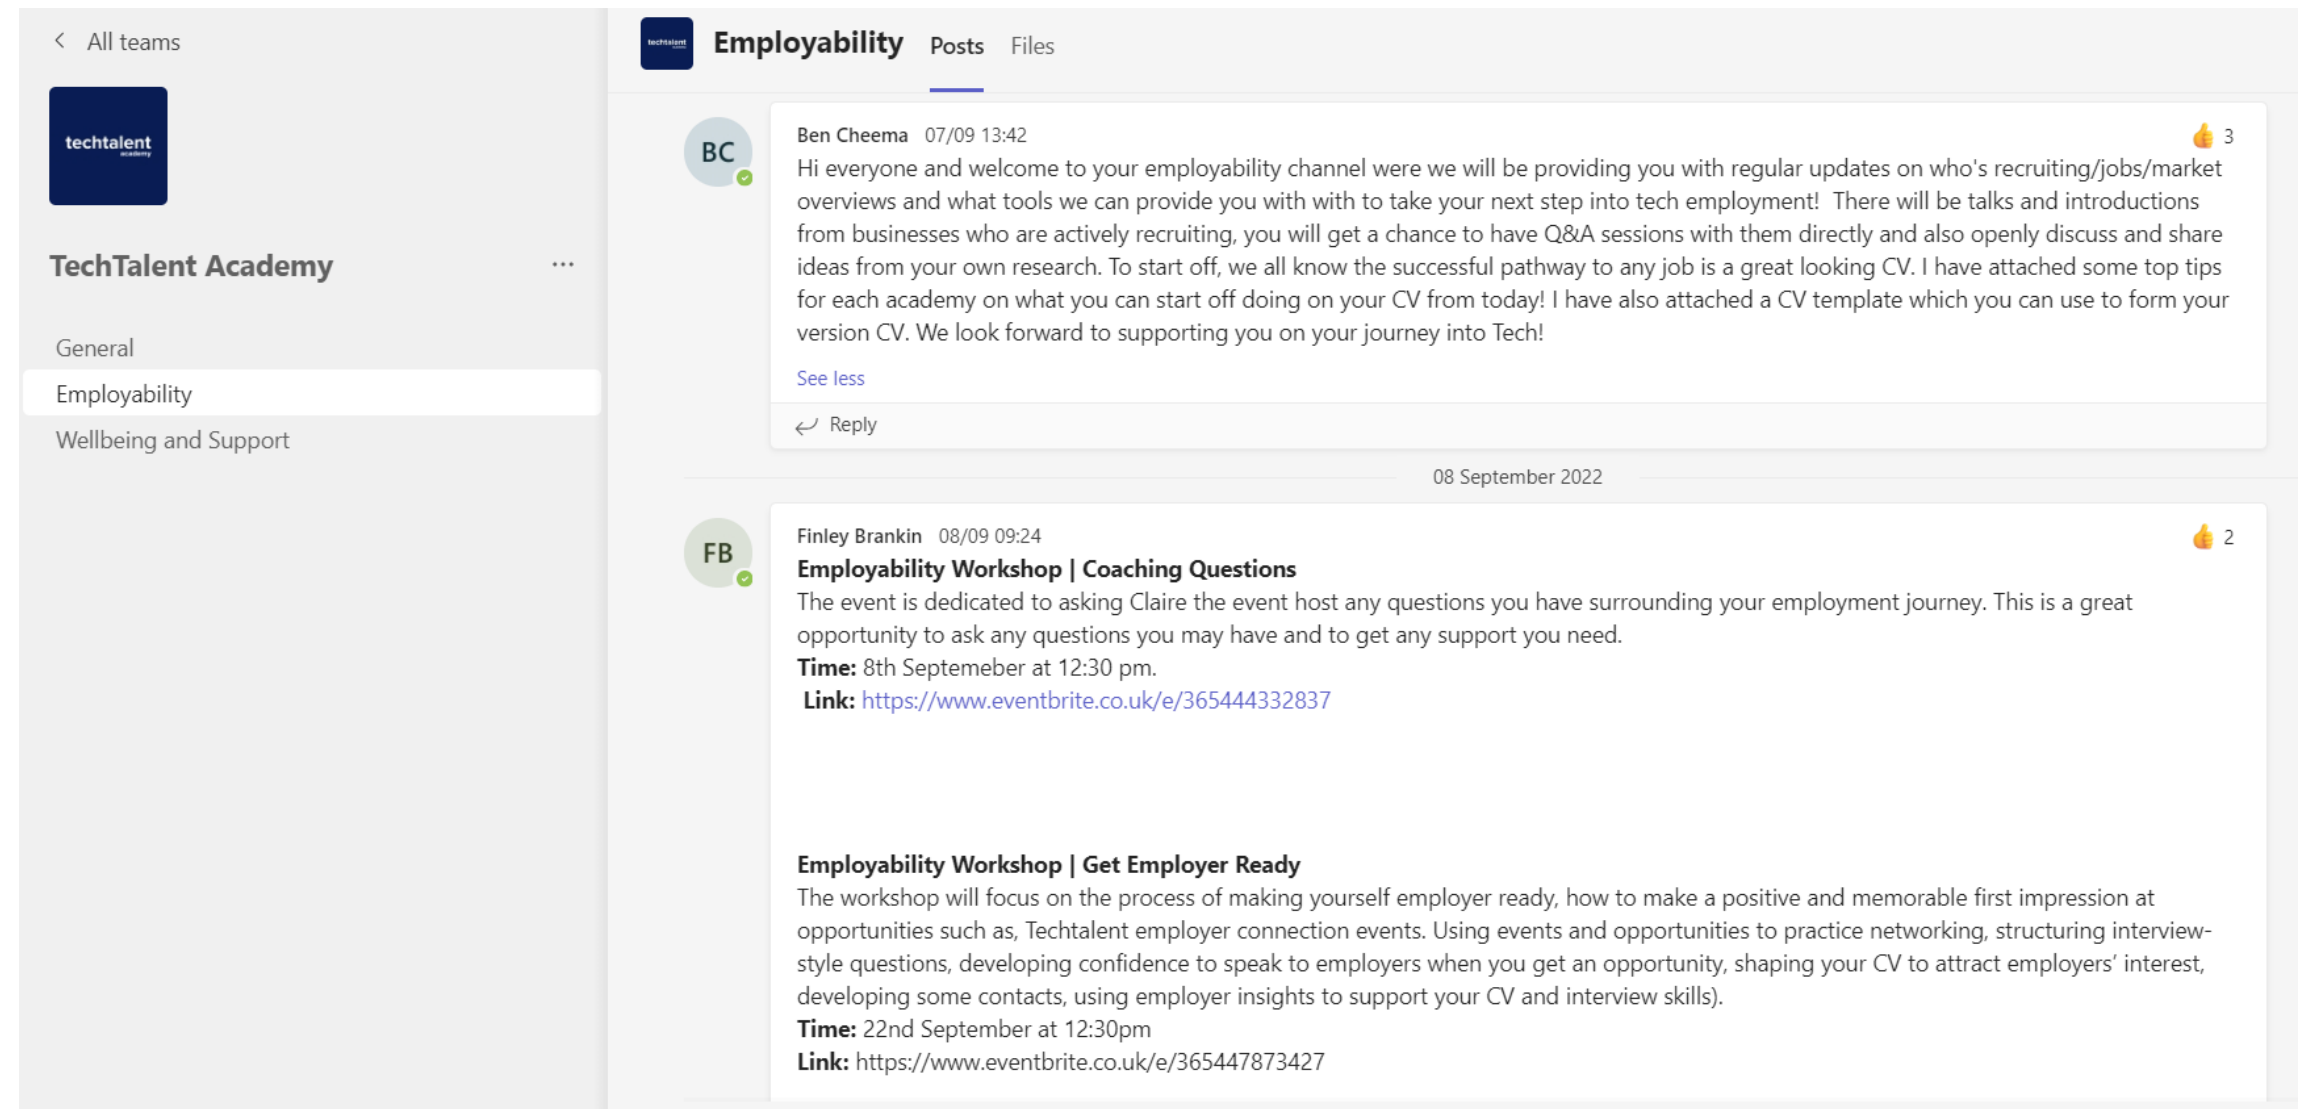 All teams
techtalent
academy
TechTalent Academy
General
Employability
Wellbeing and Support
techtalent
Employability Posts Files
BC
Ben Cheema 07/09 13:42
3
Hi everyone and welcome to your employability channel were we will be providing you with regular updates on who's recruiting/jobs/market
overviews and what tools we can provide you with with to take your next step into tech employment! There will be talks and introductions
from businesses who are actively recruiting, you will get a chance to have Q&A sessions with them directly and also openly discuss and share
ideas from your own research. To start off, we all know the successful pathway to any job is a great looking CV. I have attached some top tips
for each academy on what you can start off doing on your CV from today! I have also attached a CV template which you can use to form your
version CV. We look forward to supporting you on your journey into Tech!
See less
Reply
08 September 2022
FB
Finley Brankin 08/09 09:24
2
Employability Workshop | Coaching Questions
The event is dedicated to asking Claire the event host any questions you have surrounding your employment journey. This is a great
opportunity to ask any questions you may have and to get any support you need.
Time: 8th Septemeber at 12:30 pm.
Link: https://www.eventbrite.co.uk/e/365444332837
Employability Workshop | Get Employer Ready
The workshop will focus on the process of making yourself employer ready, how to make a positive and memorable first impression at
opportunities such as, Techtalent employer connection events. Using events and opportunities to practice networking, structuring interview-
style questions, developing confidence to speak to employers when you get an opportunity, shaping your CV to attract employers’ interest,
developing some contacts, using employer insights to support your CV and interview skills).
Time: 22nd September at 12:30pm
Link: https://www.eventbrite.co.uk/e/365447873427